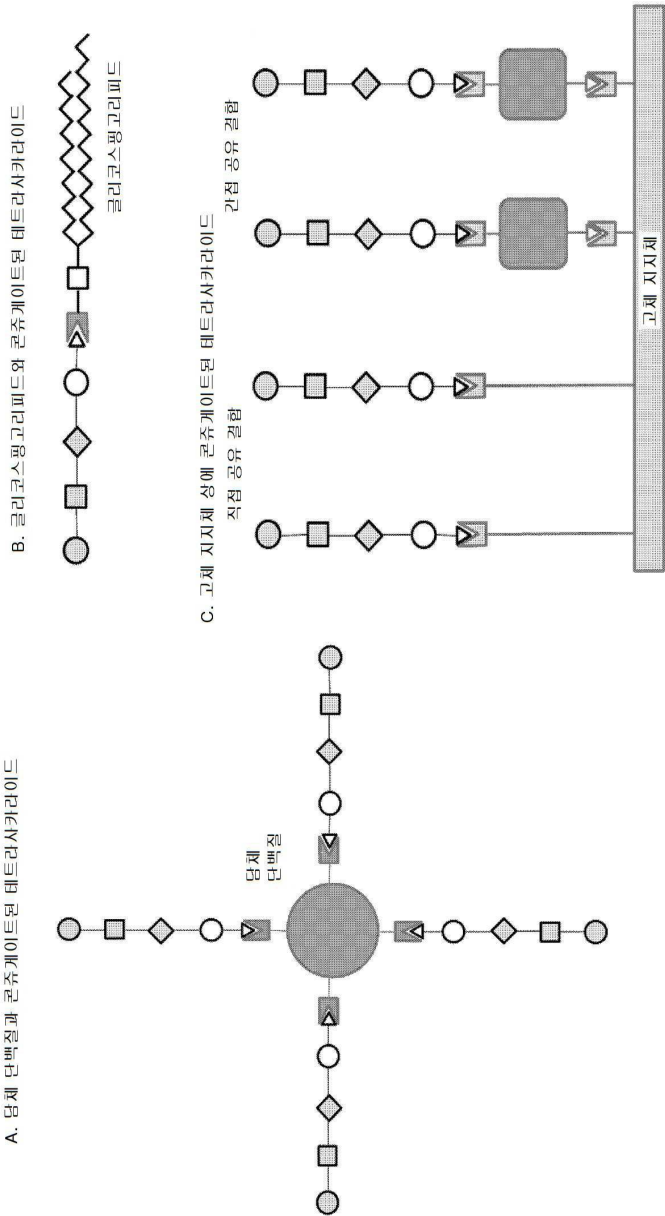 A. 담체 단백질과 콘쥬게이트된 테트라사카라이드
담체
단백질
B. 글리코스핑고리피드와 콘쥬게이트된 테트라사카라이드
글리코스핑고리피드
C. 고체 지지체 상에 콘쥬게이트된 테트라사카라이드
직접 공유 결합
간접 공유 결합
고체 지지체